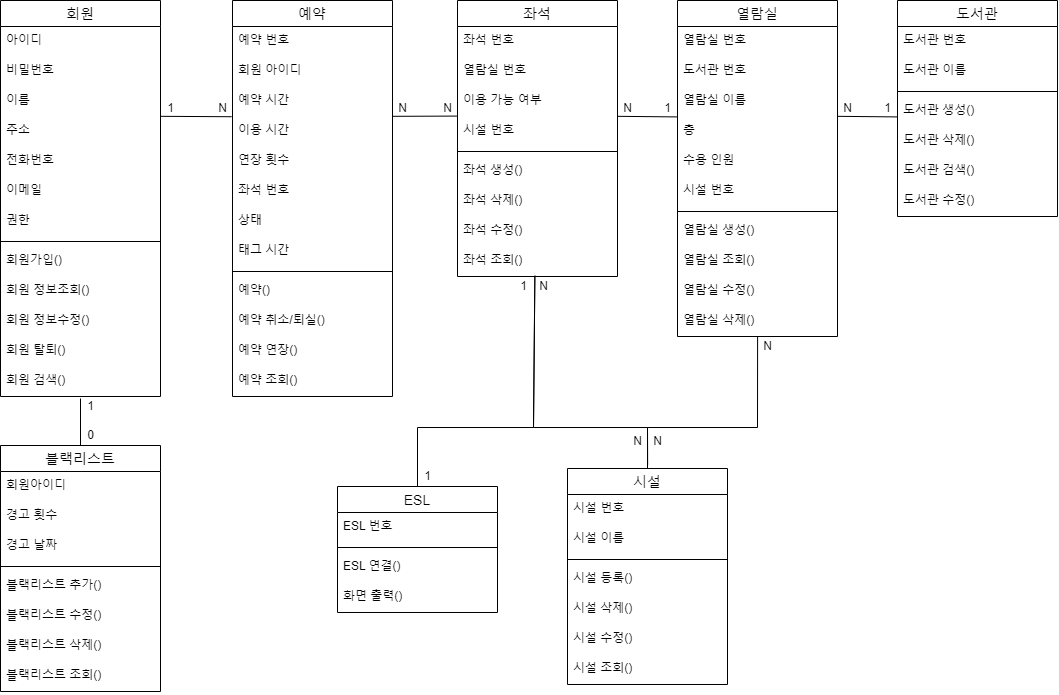 회원
아이디
비밀번호
이름
주소
전화번호
이메일
권한
회원가입()
회원 정보조회()
회원 정보수정()
회원 탈퇴()
회원 검색()
1
N
예약
예약 번호
회원 아이디
예약 시간
이용 시간
연장 횟수
좌석 번호
상태
태그 시간
예약()
예약 취소/퇴실()
예약 연장()
예약 조회()
N
N
좌석
좌석 번호
열람실 번호
이용 가능 여부
시설 번호
좌석 생성()
좌석 삭제()
좌석 수정()
좌석 조회()
N
1
열람실
열람실 번호
도서관 번호
열람실 이름
층
수용 인원
시설 번호
열람실 생성()
열람실 조회()
열람실 수정()
열람실 삭제()
N
1
도서관
도서관 번호
도서관 이름
도서관 생성()
도서관 삭제()
도서관 검색()
도서관 수정()
1
0
블랙리스트
회원아이디
경고 횟수
경고 날짜
블랙리스트 추가()
블랙리스트 수정()
블랙리스트 삭제()
블랙리스트 조회()
1 N
N
1
ESL
ESL 번호
ESL 연결()
화면 출력()
N N
시설
시설 번호
시설 이름
시설 등록()
시설 삭제()
시설 수정()
시설 조회()